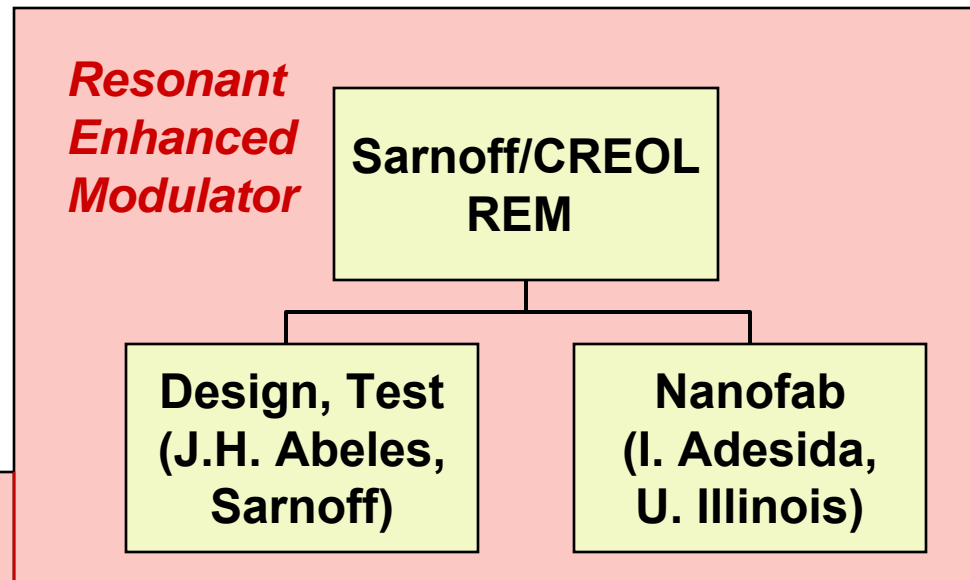 Resonant
Enhanced
Modulator
Sarnoff/CREOL
REM
Design, Test
(J.H. Abeles,
Sarnoff)
Nanofab
(I. Adesida,
U. Illinois)